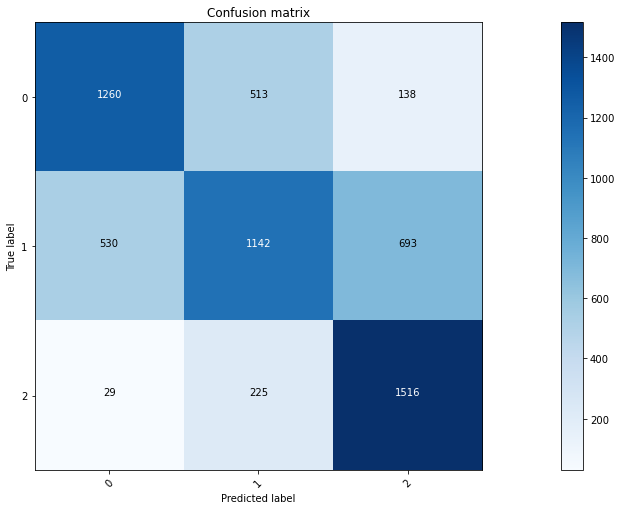 Confusion matrix
True label
0
1260 513 138
1
530 1142 693
2
29 225 1516
0 1 2
Predicted label
1400
1200
1000
800
600
400
200